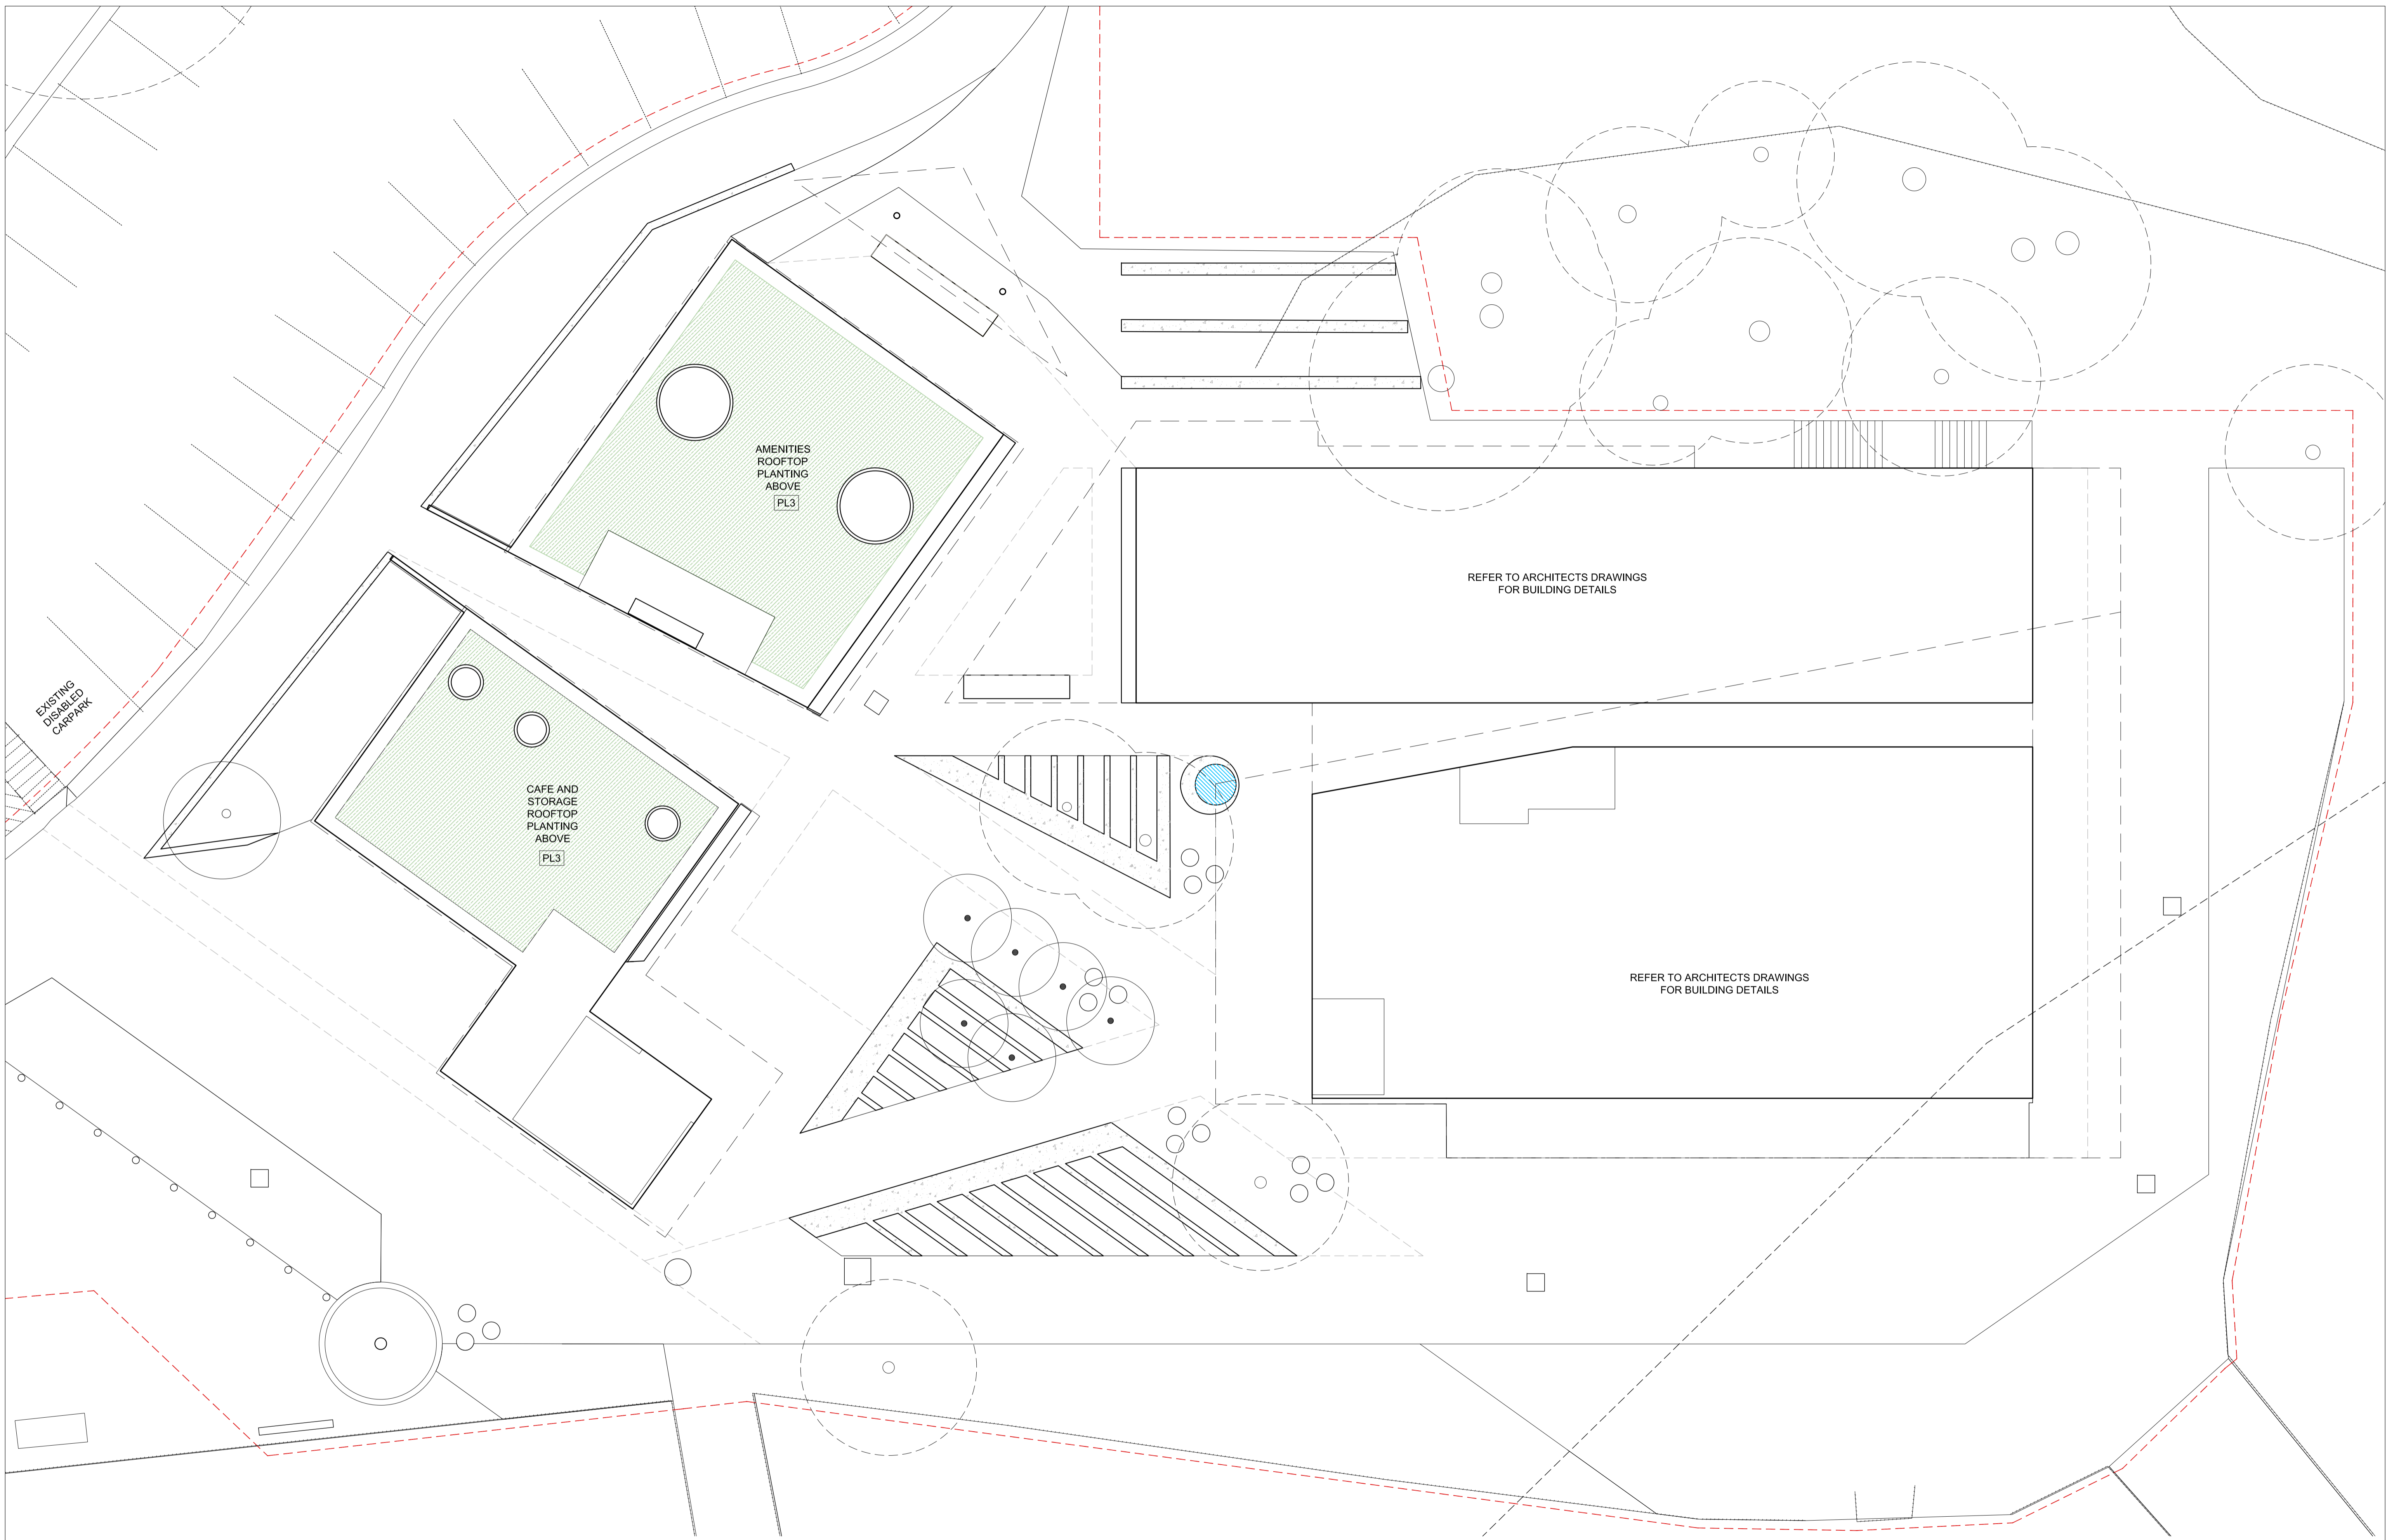 AMENITIES
ROOFTOP
PLANTING
ABOVE
PL3
REFER TO ARCHITECTS DRAWINGS
FOR BUILDING DETAILS
EXISTING
DISABLED
CARPARK
CAFE AND
STORAGE
ROOFTOP
PLANTING
ABOVE
PL3
REFER TO ARCHITECTS DRAWINGS
FOR BUILDING DETAILS